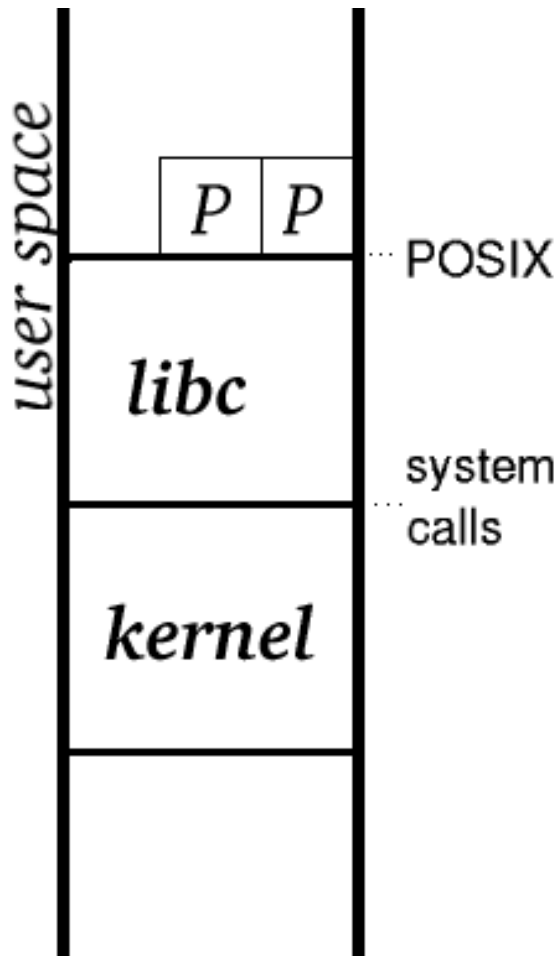 user space
P P
POSIX
libc
system
calls
kernel